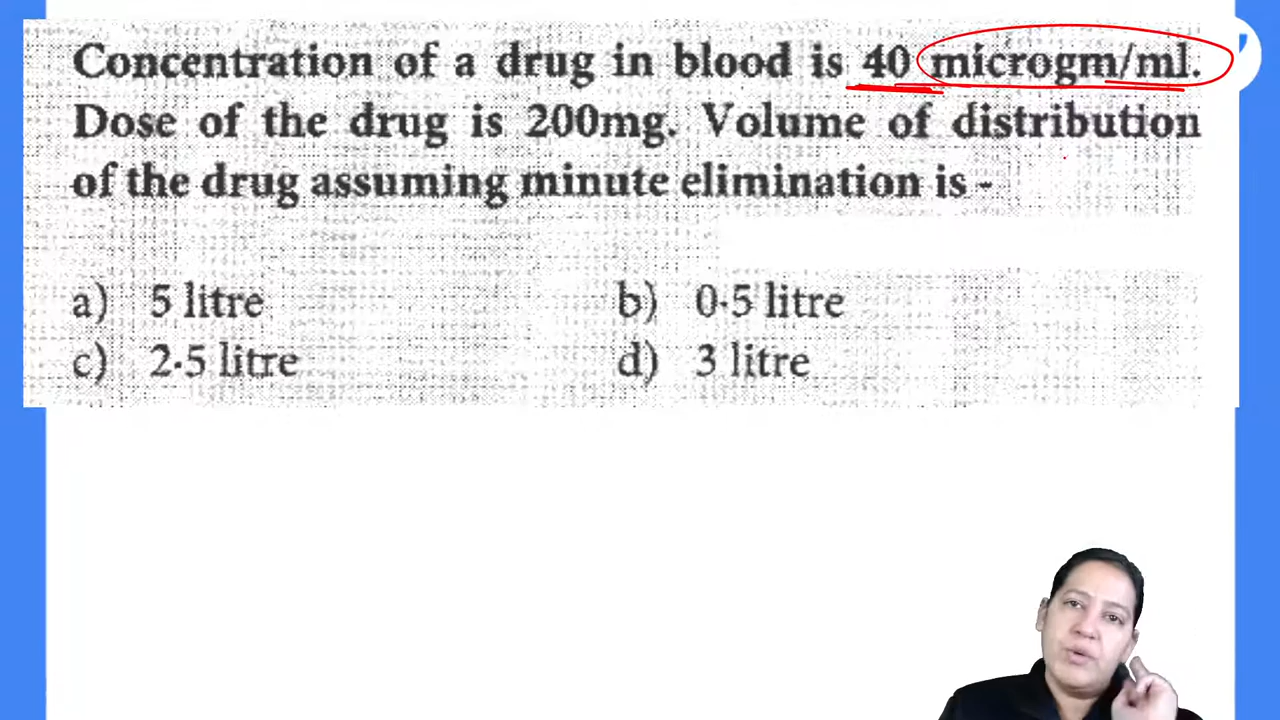 Concentration of a drug in blood is 40 microgm/ml.
Dose of the drug is 200mg. Volume of distribution
of the drug assuming minute elimination is -
a) 5 litre b) 0·5 litre
c) 2·5 litre d) 3 litre